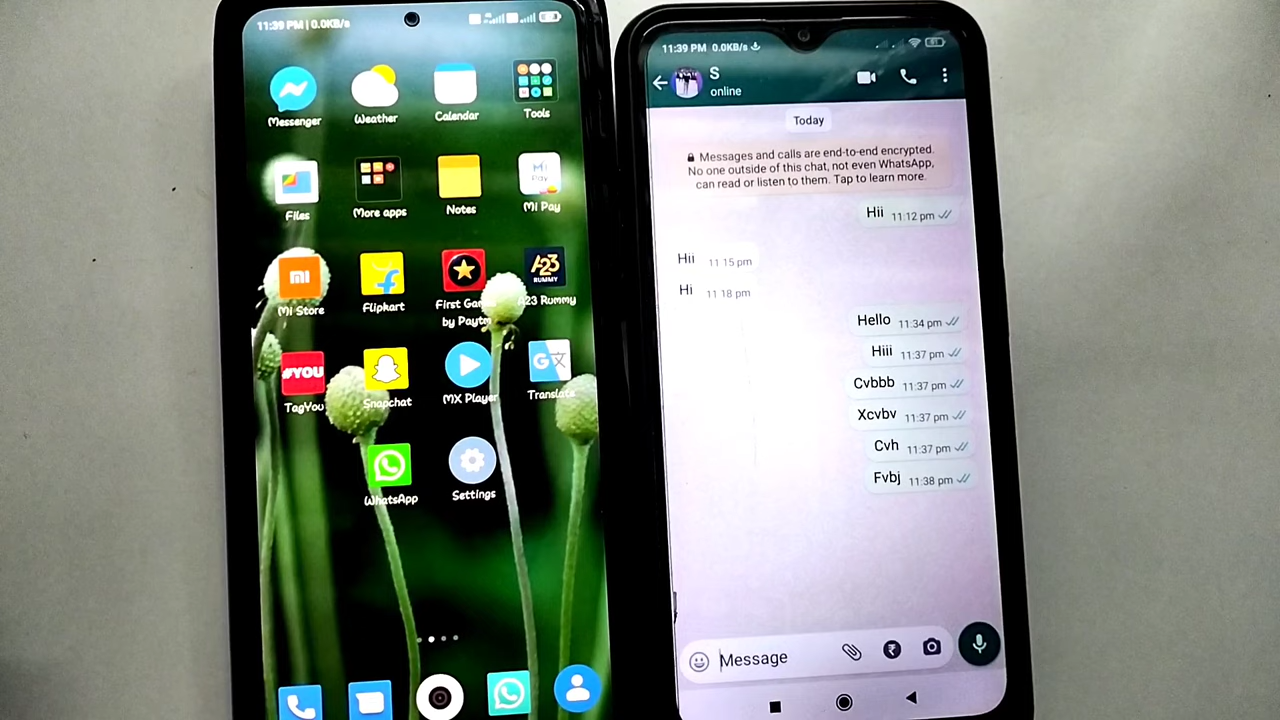 11:39 PM | 0.0KB/s
Messenger
Weather
Calendar
Tools
Files
More apps
Notes
Mi Pay
Mi Store
Flipkart
First Gam
by Paytm
A23
RUMMY
A23 Rummy
#YOU
TagYou
Snapchat
MX Player
Translate
WhatsApp
Settings
11:39 PM 0.0KB/s
S
online
Today
Messages and calls are end-to-end encrypted.
No one outside of this chat, not even WhatsApp,
can read or listen to them. Tap to learn more.
Hii 11:12 pm
Hii 11:15 pm
Hi 11:18 pm
Hello 11:34 pm
Hiii 11:37 pm
Cvbbb 11:37 pm
Xcvbv 11:37 pm
Cvh 11:37 pm
Fvbj 11:38 pm
Message